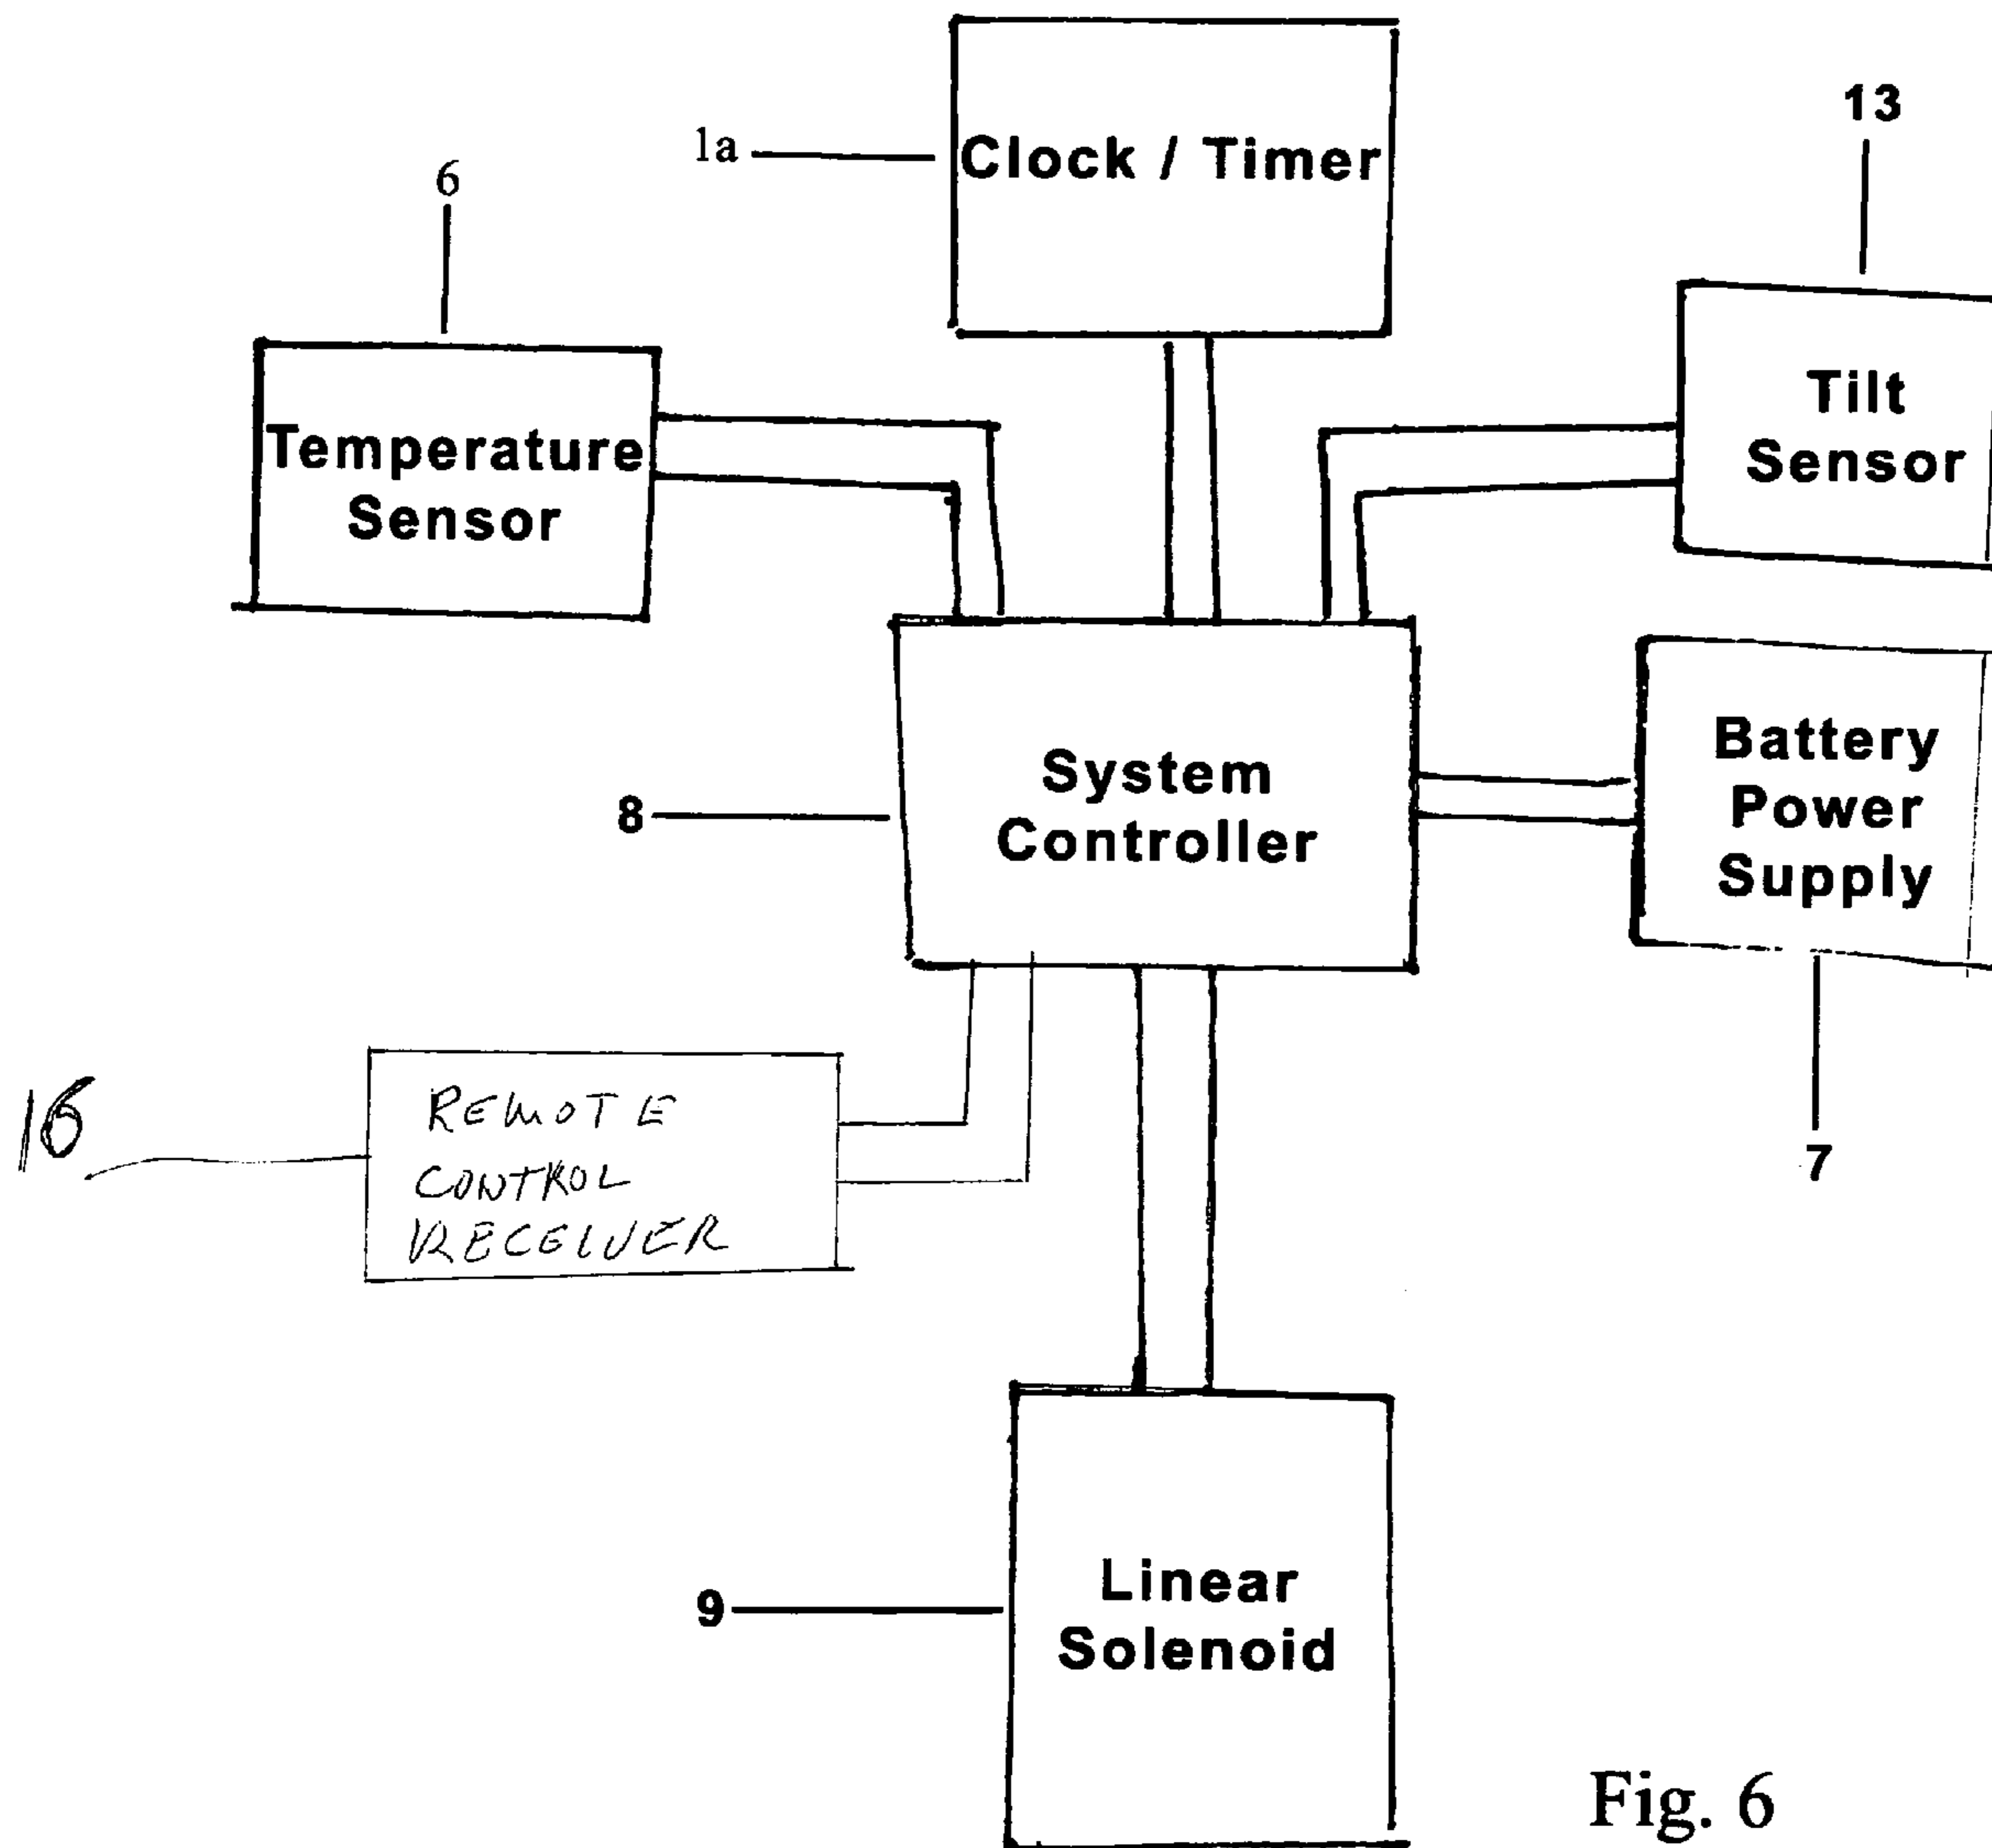 1a
Clock / Timer
13
6
Tilt
Sensor
Temperature
Sensor
8
System
Controller
Battery
Power
Supply
7
16
REMOTE
CONTROL
RECEIVER
9
Linear
Solenoid
Fig. 6